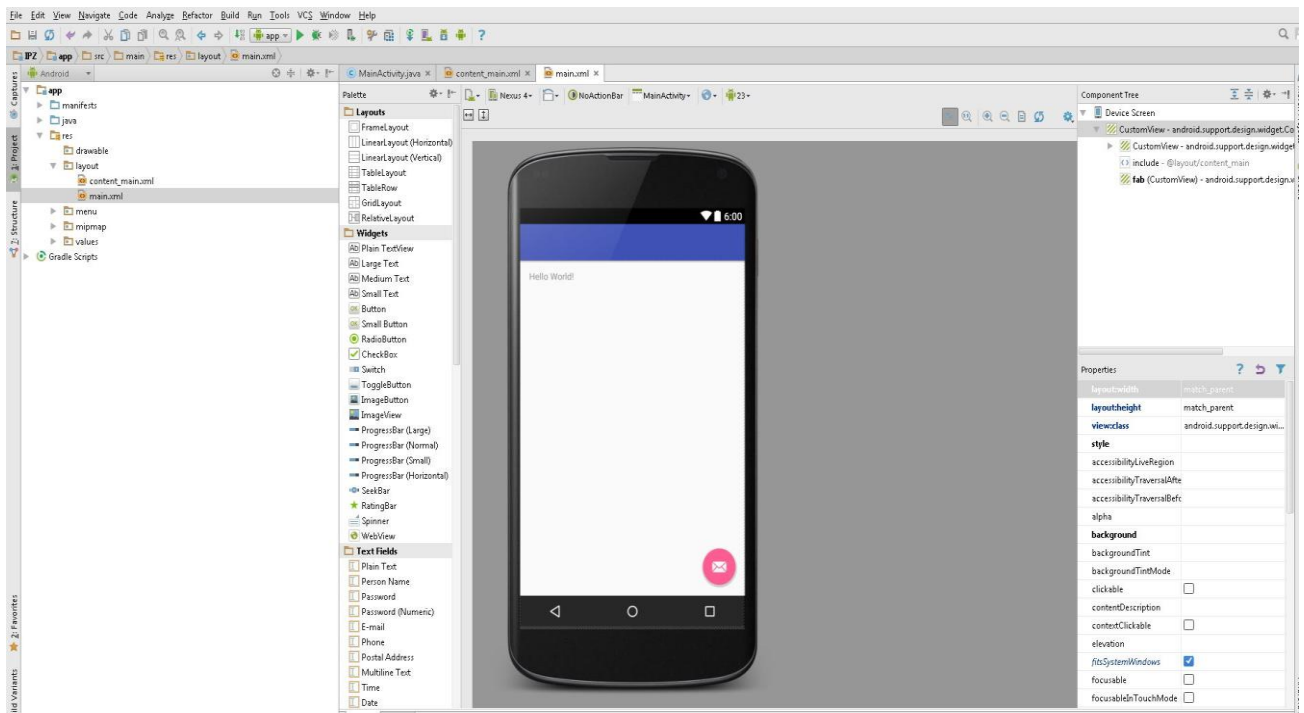 File Edit View Navigate Code Analyze Refactor Build Run Tools VCS Window Help
app
?
IPZ app src main res layout main.xml
Captures
1: Project
7: Structure
2: Favorites
Android
app
manifests
java
res
drawable
layout
content_main.xml
main.xml
menu
mipmap
values
Gradle Scripts
MainActivity.java content_main.xml main.xml
Palette
Layouts
FrameLayout
LinearLayout (Horizontal)
LinearLayout (Vertical)
TableLayout
TableRow
GridLayout
RelativeLayout
Widgets
Ab Plain TextView
Ab Large Text
Ab Medium Text
Ab Small Text
OK Button
OK Small Button
RadioButton
CheckBox
Switch
ToggleButton
ImageButton
ImageView
ProgressBar (Large)
ProgressBar (Normal)
ProgressBar (Small)
ProgressBar (Horizontal)
SeekBar
RatingBar
Spinner
WebView
Text Fields
Plain Text
Person Name
Password
Password (Numeric)
E-mail
Phone
Postal Address
Multiline Text
Time
Date
Nexus 4 NoActionBar MainActivity 23
6:00
Hello World!
Component Tree
Device Screen
CustomView - android.support.design.widget.Co
CustomView - android.support.design.widget
include - @layout/content_main
fab (CustomView) - android.support.design.w
Properties ?
layout:width match_parent
layout:height match_parent
view:class android.support.design.wi...
style
accessibilityLiveRegion
accessibilityTraversalAfte
accessibilityTraversalBefc
alpha
background
backgroundTint
backgroundTintMode
clickable
contentDescription
contextClickable
elevation
fitsSystemWindows
focusable
focusableInTouchMode